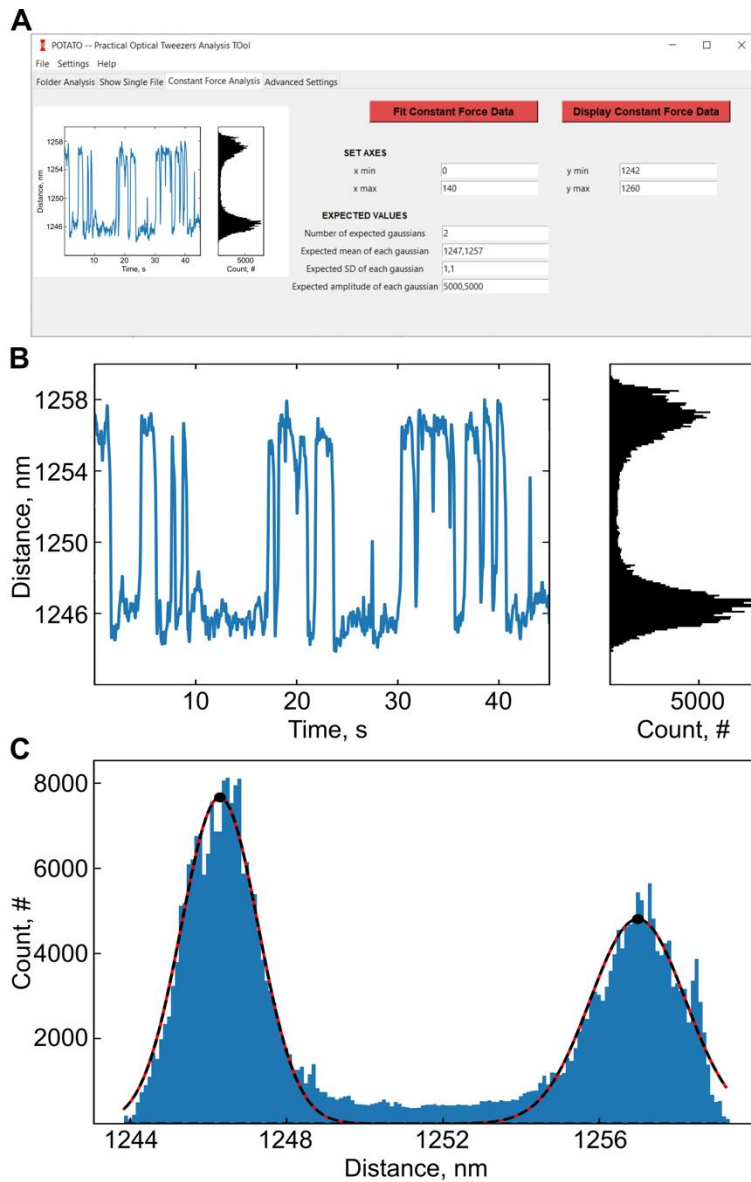 A
POTATO -- Practical Optical Tweezers Analysis TOol
File Settings Help
Folder Analysis Show Single File Constant Force Analysis Advanced Settings
Fit Constant Force Data Display Constant Force Data
SET AXES
x min 0 y min 1242
x max 140 y max 1260
EXPECTED VALUES
Number of expected gaussians 2
Expected mean of each gaussian 1247,1257
Expected SD of each gaussian 1,1
Expected amplitude of each gaussian 5000,5000
Distance, nm
1258
1254
1250
1246
10 20 30 40 5000
Time, s Count, #
B
Distance, nm
1258
1254
1250
1246
10 20 30 40 5000
Time, s Count, #
C
Count, #
8000
6000
4000
2000
1244 1248 1252 1256
Distance, nm